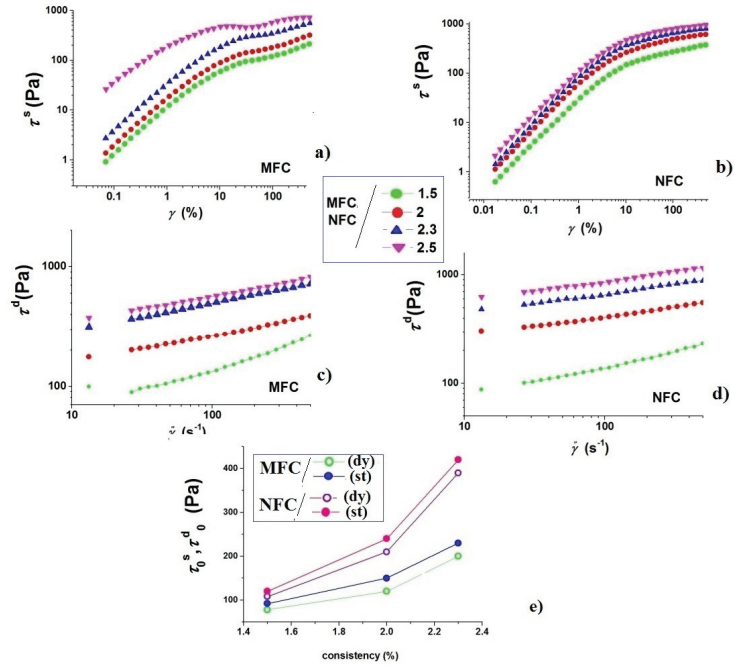 1000
100
10
1
τˢ(Pa)
MFC
a)
0.1 1 10 100
γ (%)
1000
100
10
1
τˢ(Pa)
NFC
b)
0.01 0.1 1 10 100
γ (%)
MFC
NFC
1.5
2
2.3
2.5
1000
100
τᵈ(Pa)
MFC
c)
10 100
γ̇ (s⁻¹)
1000
100
τᵈ(Pa)
NFC
d)
10 100
γ̇ (s⁻¹)
MFC / (dy)
(st)
NFC / (dy)
(st)
400
300
200
100
τ₀ˢ, τᵈ₀ (Pa)
1.4 1.6 1.8 2.0 2.2 2.4
consistency (%)
e)